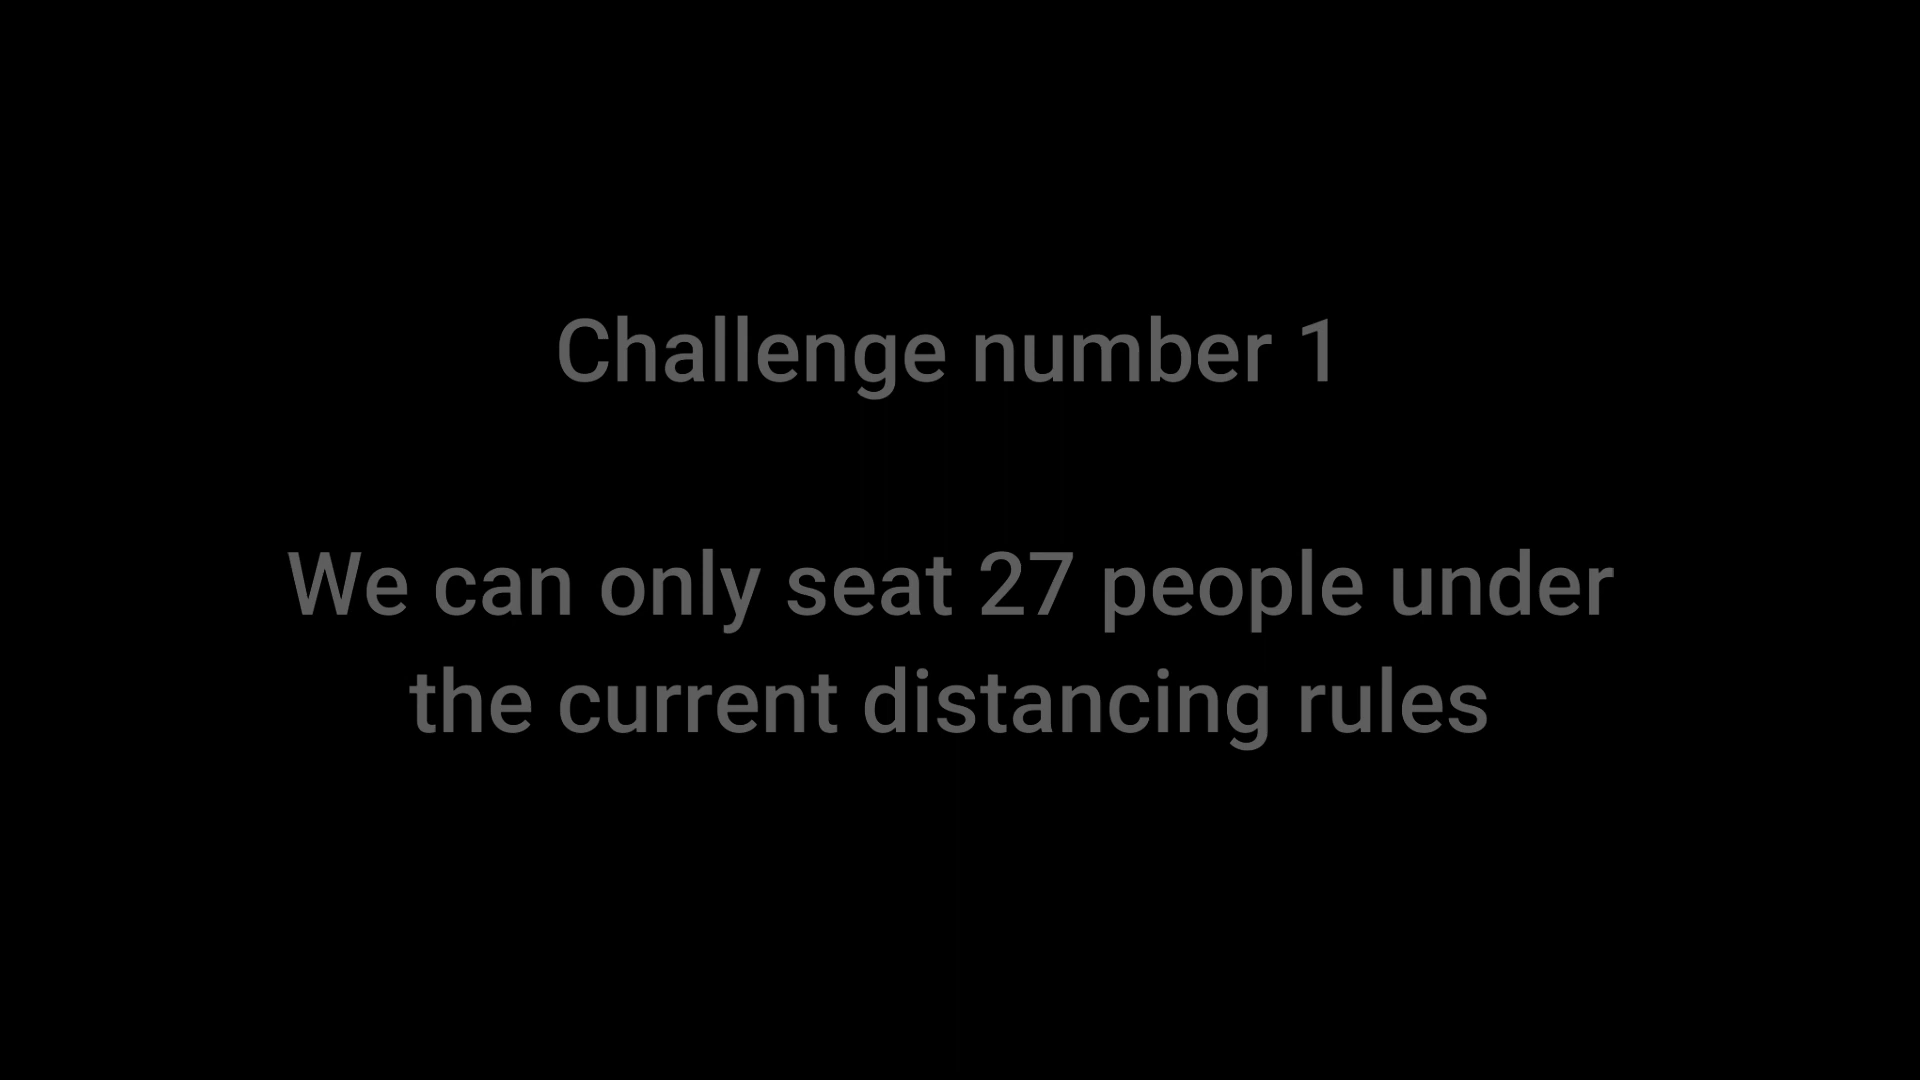 Challenge number 1
We can only seat 27 people under
the current distancing rules